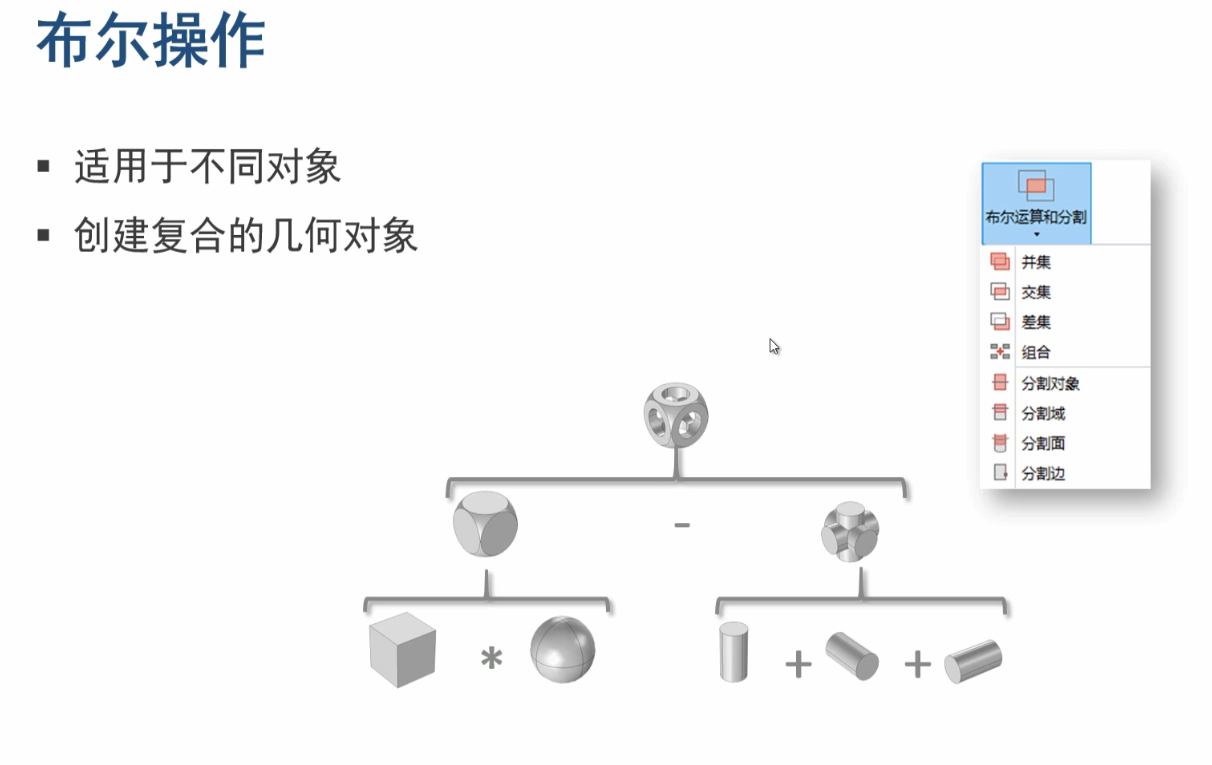 布尔操作
▪ 适用于不同对象
▪ 创建复合的几何对象
布尔运算和分割
并集
交集
差集
组合
分割对象
分割域
分割面
分割边
-
* + +